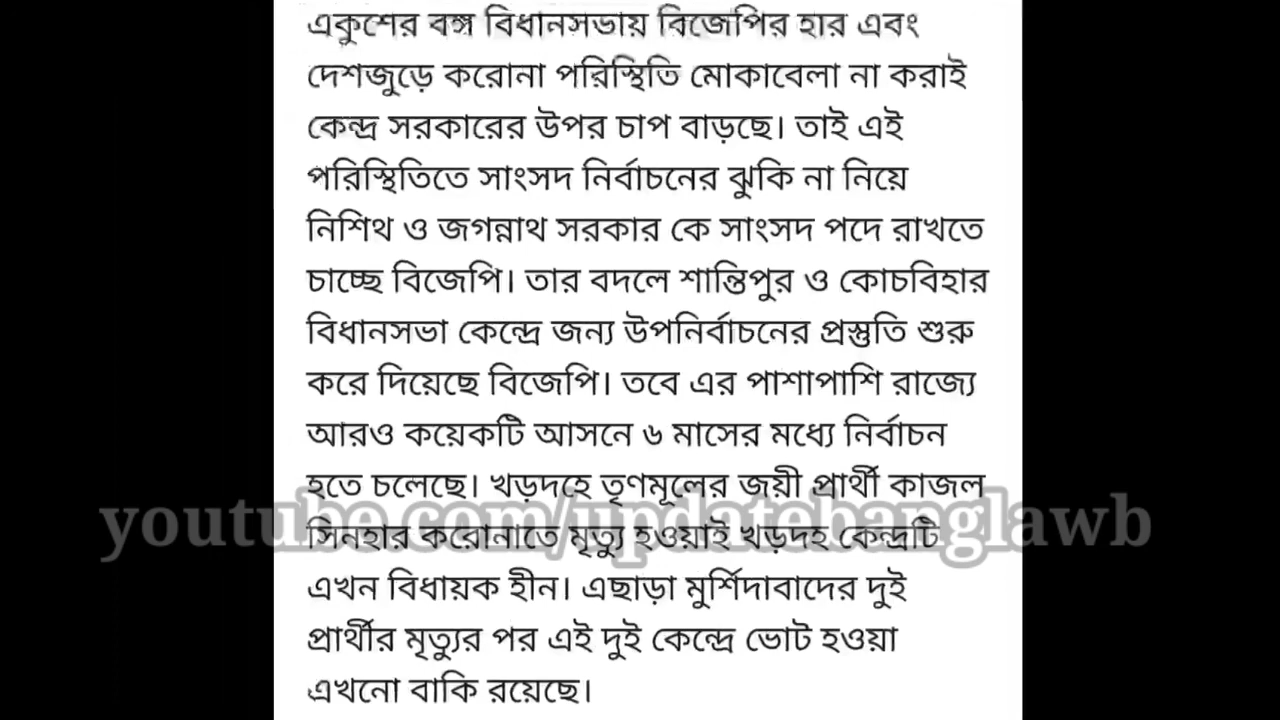 একুশের বঙ্গ বিধানসভায় বিজেপির হার এবং
দেশজুড়ে করোনা পরিস্থিতি মোকাবেলা না করাই
কেন্দ্র সরকারের উপর চাপ বাড়ছে। তাই এই
পরিস্থিতিতে সাংসদ নির্বাচনের ঝুকি না নিয়ে
নিশিথ ও জগন্নাথ সরকার কে সাংসদ পদে রাখতে
চাচ্ছে বিজেপি। তার বদলে শান্তিপুর ও কোচবিহার
বিধানসভা কেন্দ্রে জন্য উপনির্বাচনের প্রস্তুতি শুরু
করে দিয়েছে বিজেপি। তবে এর পাশাপাশি রাজ্যে
আরও কয়েকটি আসনে ৬ মাসের মধ্যে নির্বাচন
হতে চলেছে। খড়দহে তৃণমূলের জয়ী প্রার্থী কাজল
সিনহার করোনাতে মৃত্যু হওয়াই খড়দহ কেন্দ্রটি
youtube.com/updatebanglawb
এখন বিধায়ক হীন। এছাড়া মুর্শিদাবাদের দুই
প্রার্থীর মৃত্যুর পর এই দুই কেন্দ্রে ভোট হওয়া
এখনো বাকি রয়েছে।